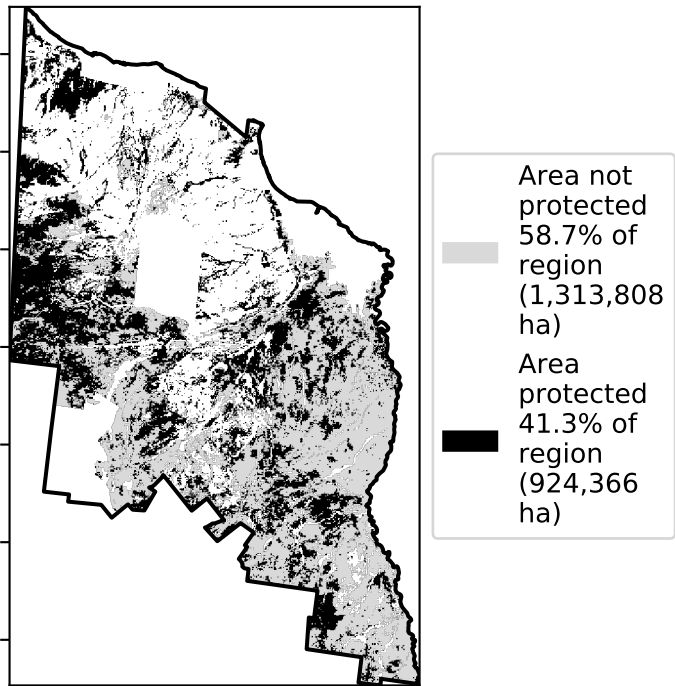 Area not
protected
58.7% of
region
(1,313,808
ha)
Area
protected
41.3% of
region
(924,366
ha)